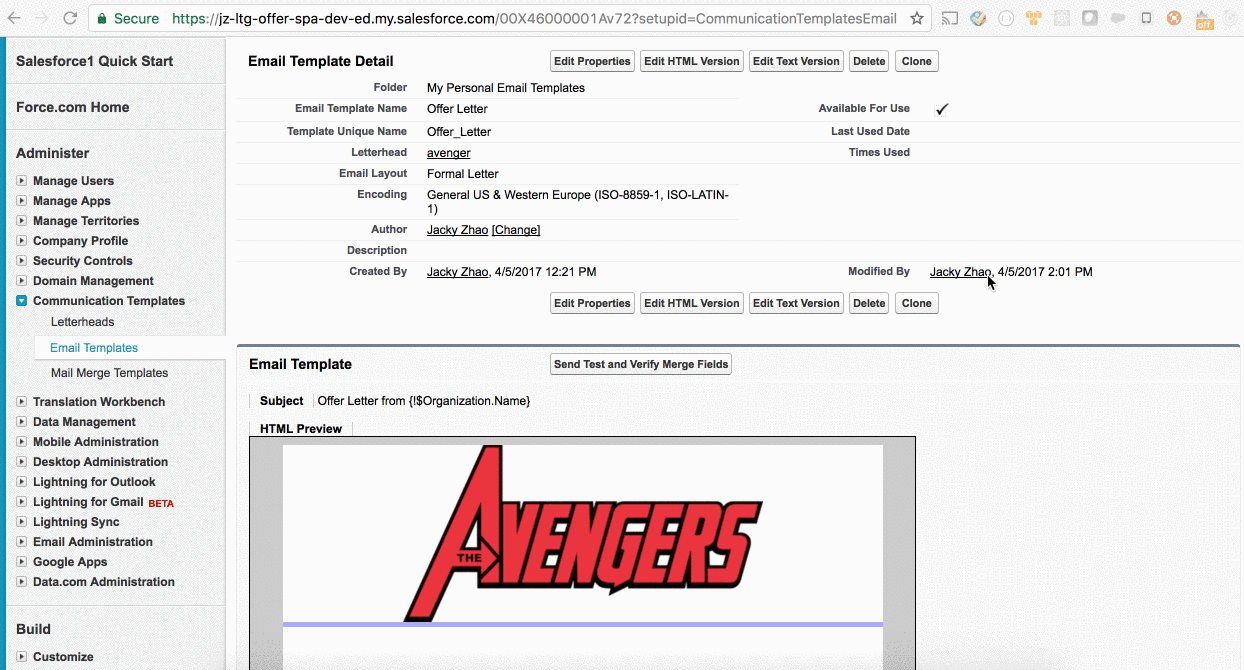 Secure https://jz-ltg-offer-spa-dev-ed.my.salesforce.com/00X46000001Av72?setupid=CommunicationTemplatesEmail
off
Salesforce1 Quick Start
Force.com Home
Administer
Manage Users
Manage Apps
Manage Territories
Company Profile
Security Controls
Domain Management
Communication Templates
Letterheads
Email Templates
Mail Merge Templates
Translation Workbench
Data Management
Mobile Administration
Desktop Administration
Lightning for Outlook
Lightning for Gmail BETA
Lightning Sync
Email Administration
Google Apps
Data.com Administration
Build
Customize
Email Template Detail
Edit Properties Edit HTML Version Edit Text Version Delete Clone
Folder My Personal Email Templates
Email Template Name Offer Letter Available For Use
Template Unique Name Offer_Letter Last Used Date
Letterhead avenger Times Used
Email Layout Formal Letter
Encoding General US & Western Europe (ISO-8859-1, ISO-LATIN-
1)
Author Jacky Zhao [Change]
Description
Created By Jacky Zhao, 4/5/2017 12:21 PM Modified By Jacky Zhao, 4/5/2017 2:01 PM
Edit Properties Edit HTML Version Edit Text Version Delete Clone
Email Template Send Test and Verify Merge Fields
Subject Offer Letter from {!$Organization.Name}
HTML Preview
THE AVENGERS